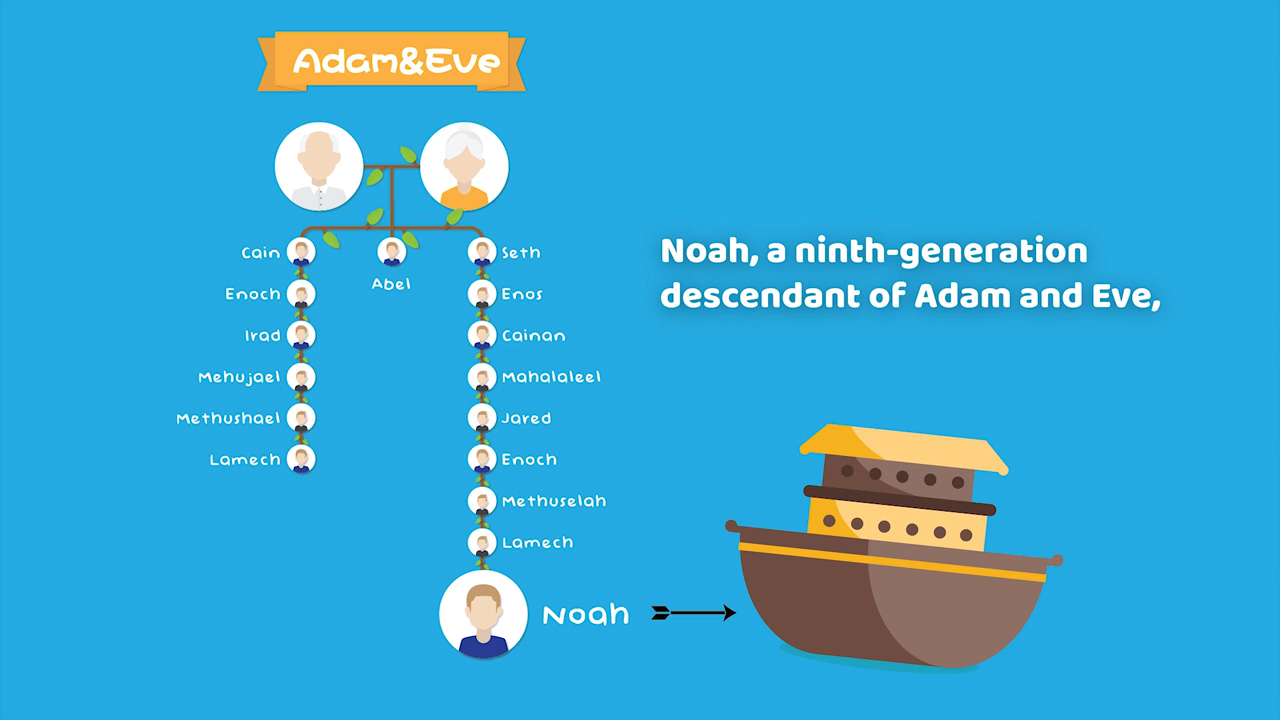 Adam&Eve
Cain
Enoch
Irad
Mehujael
Methushael
Lamech
Abel
Seth
Enos
Cainan
Mahalaleel
Jared
Enoch
Methuselah
Lamech
Noah
Noah, a ninth-generation
descendant of Adam and Eve,